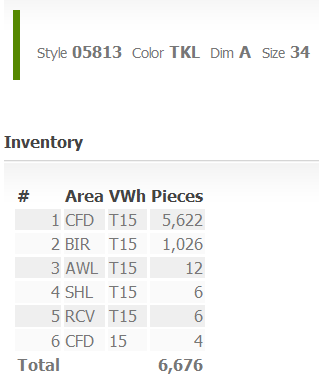 Style 05813 Color TKL Dim A Size 34
Inventory
# Area VWh Pieces
1 CFD T15 5,622
2 BIR T15 1,026
3 AWL T15 12
4 SHL T15 6
5 RCV T15 6
6 CFD 15 4
Total 6,676